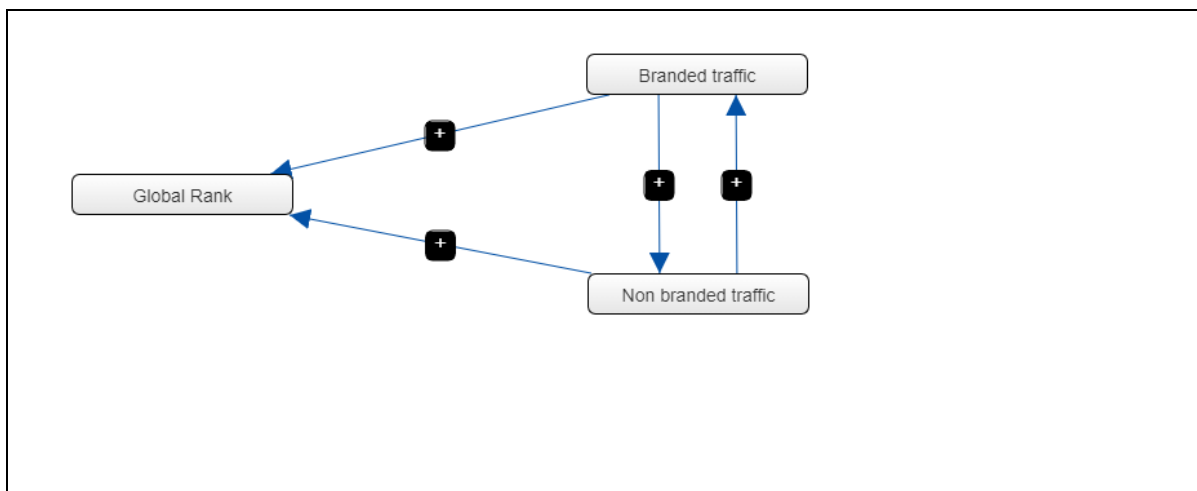 Branded traffic
+
Global Rank
+
+
+
Non branded traffic